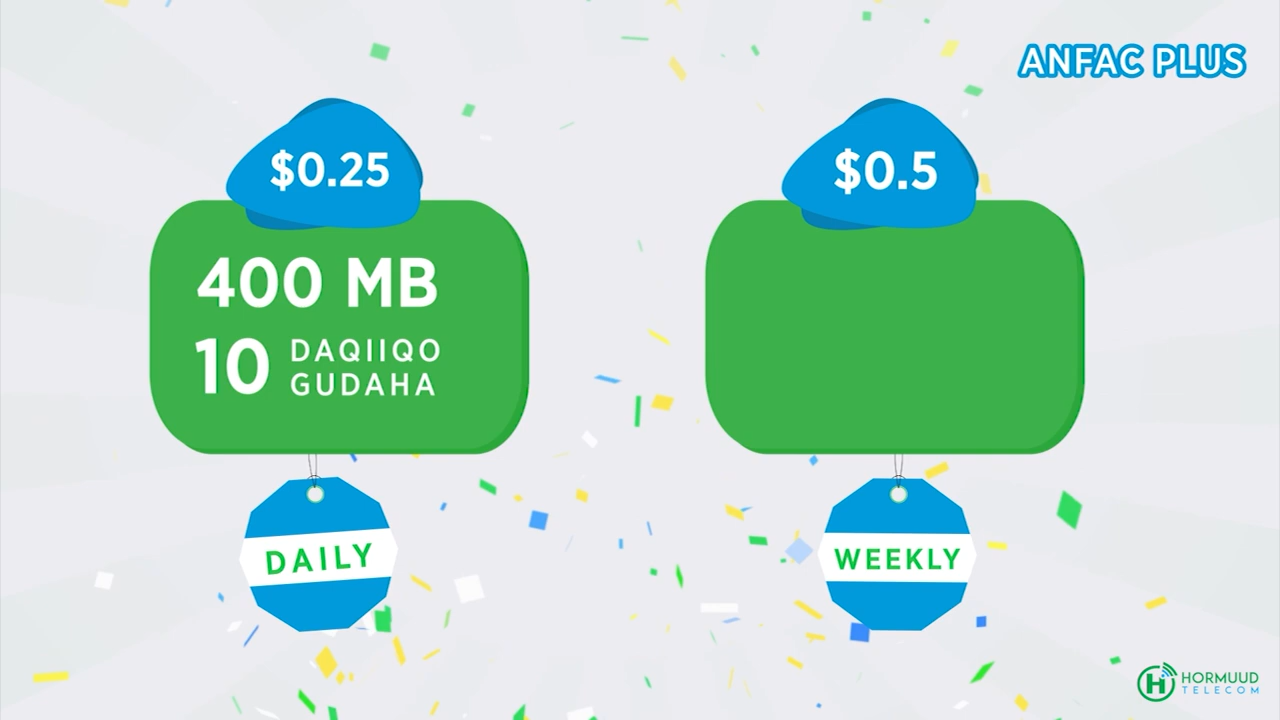 ANFAC PLUS
$0.25
400 MB
10 DAQIIQO
GUDAHA
DAILY
$0.5
WEEKLY
HORMUUD
TELECOM